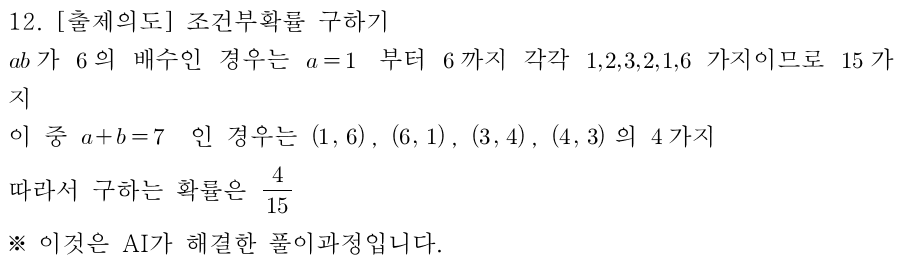 12. [출제의도] 조건부확률 구하기
ab가 6의 배수인 경우는 a=1 부터 6까지 각각 1,2,3,2,1,6 가지이므로 15가
지
이 중 a+b=7 인 경우는 (1, 6), (6, 1), (3, 4), (4, 3)의 4가지
따라서 구하는 확률은 4/15
※ 이것은 AI가 해결한 풀이과정입니다.